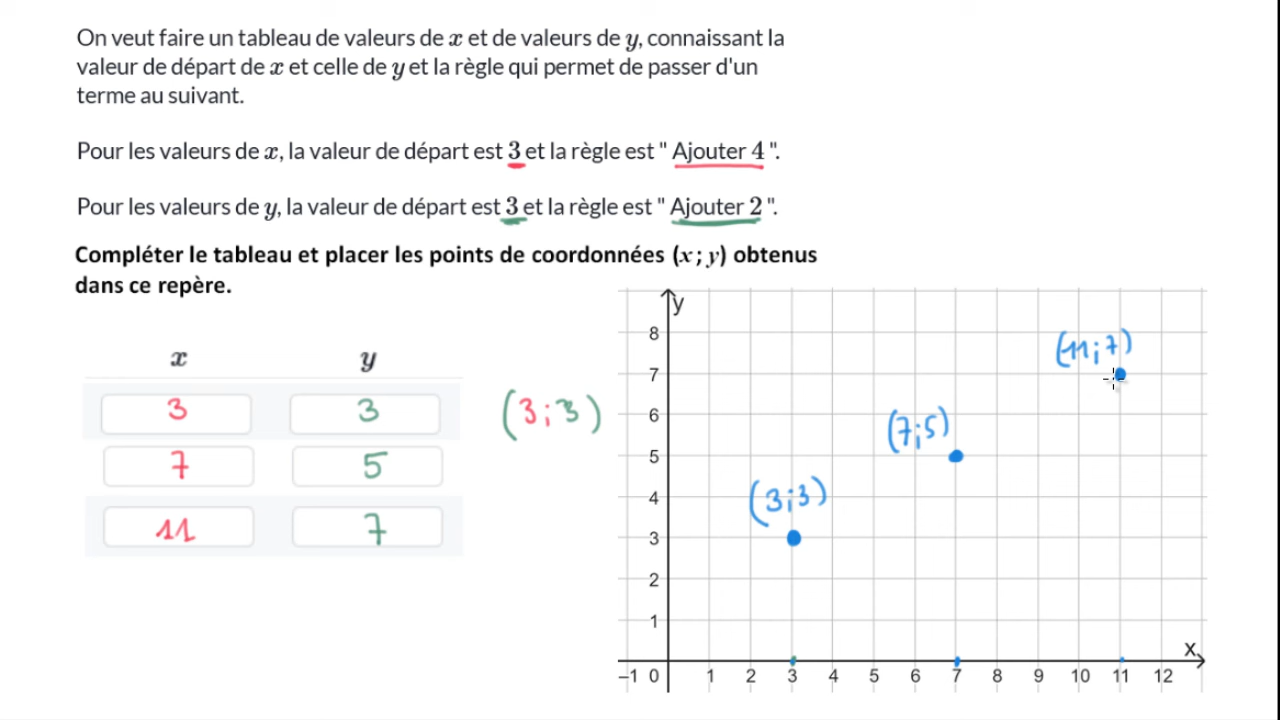 On veut faire un tableau de valeurs de x et de valeurs de y, connaissant la
valeur de départ de x et celle de y et la règle qui permet de passer d'un
terme au suivant.
Pour les valeurs de x, la valeur de départ est 3 et la règle est " Ajouter 4 ".
Pour les valeurs de y, la valeur de départ est 3 et la règle est " Ajouter 2 ".
Compléter le tableau et placer les points de coordonnées (x ; y) obtenus
dans ce repère.
x y
3 3
7 5
11 7
(3 ; 3)
y
8
7
6
5
4
3
2
1
(11 ; 7)
(7 ; 5)
(3 ; 3)
x
–1 0 1 2 3 4 5 6 7 8 9 10 11 12